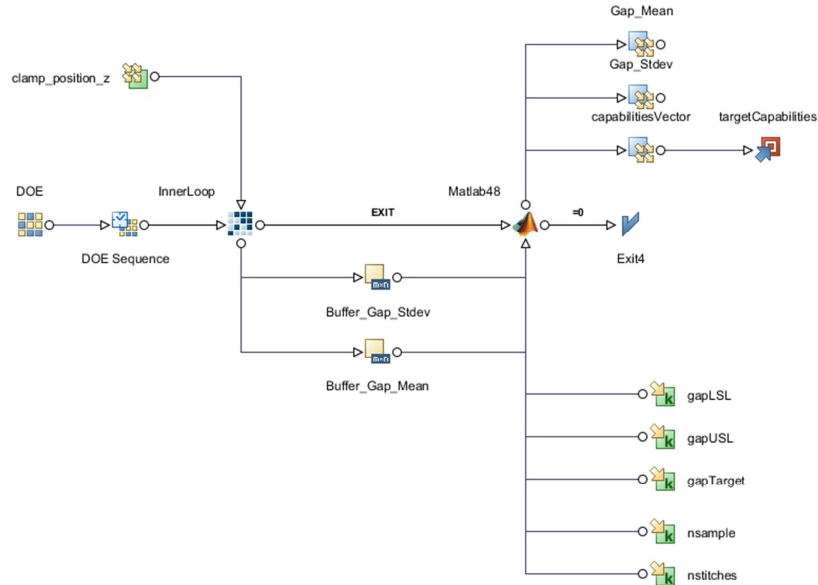 Gap_Mean
Gap_Stdev
clamp_position_z
capabilitiesVector
targetCapabilities
DOE
InnerLoop
Matlab48
EXIT
=0
DOE Sequence
Exit4
m×n
Buffer_Gap_Stdev
m×n
Buffer_Gap_Mean
k gapLSL
k gapUSL
k gapTarget
k nsample
k nstitches